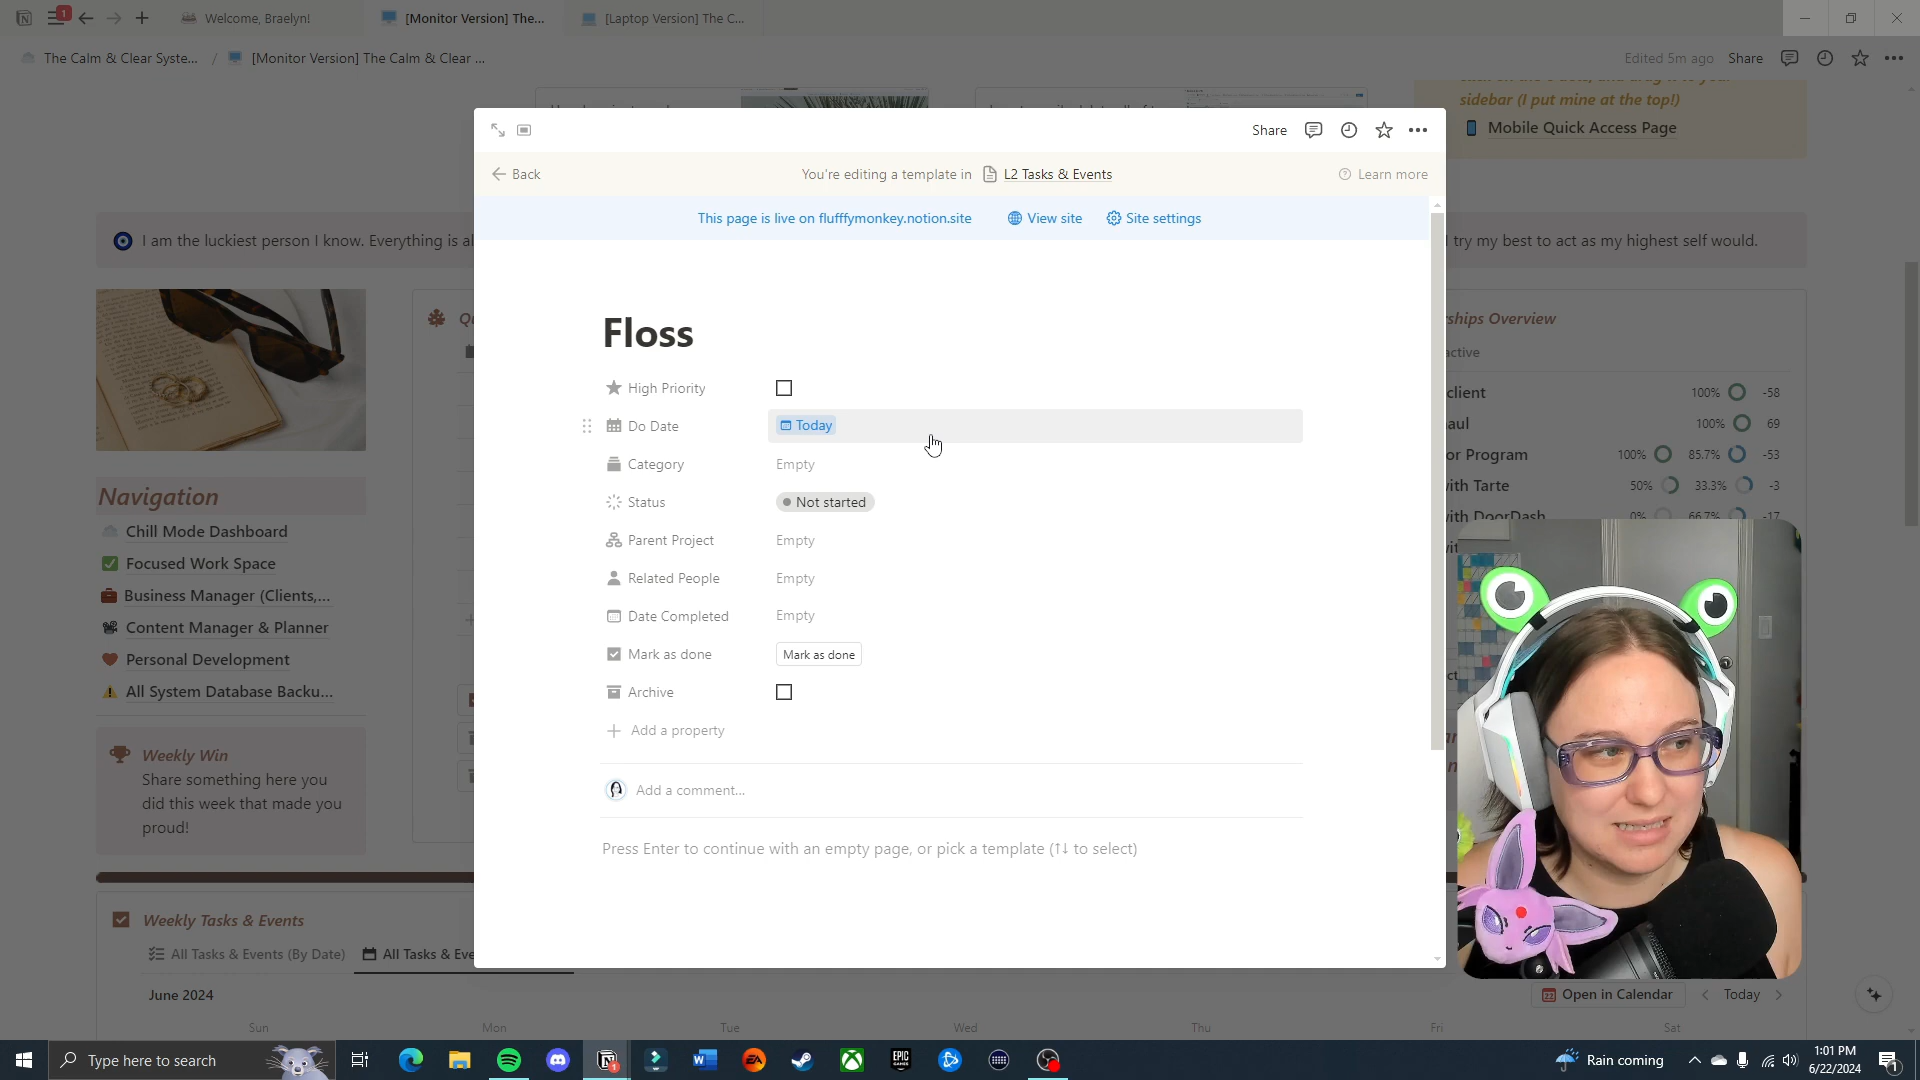 1
Welcome, Braelyn!
[Monitor Version] The...
[Laptop Version] The C...
The Calm & Clear Syste... / [Monitor Version] The Calm & Clear ...
Edited 5m ago Share
sidebar (I put mine at the top!)
Mobile Quick Access Page
Share
Back
You're editing a template in L2 Tasks & Events
Learn more
This page is live on flufffymonkey.notion.site View site Site settings
I am the luckiest person I know. Everything is al
I try my best to act as my highest self would.
Floss
High Priority
Do Date Today
Category Empty
Status Not started
Parent Project Empty
Related People Empty
Date Completed Empty
Mark as done Mark as done
Archive
Add a property
Add a comment...
Press Enter to continue with an empty page, or pick a template (↑↓ to select)
Navigation
Chill Mode Dashboard
Focused Work Space
Business Manager (Clients,...
Content Manager & Planner
Personal Development
All System Database Backu...
Weekly Win
Share something here you
did this week that made you
proud!
rships Overview
active
client 100% -58
aul 100% 69
or Program 100% 85.7% -53
with Tarte 50% 33.3% -3
with DoorDash 0% 66.7% -17
Weekly Tasks & Events
All Tasks & Events (By Date)
All Tasks & Eve
June 2024
Open in Calendar
Today
Sun Mon Tue Wed Thu Fri Sat
Type here to search
Rain coming
1:01 PM
6/22/2024